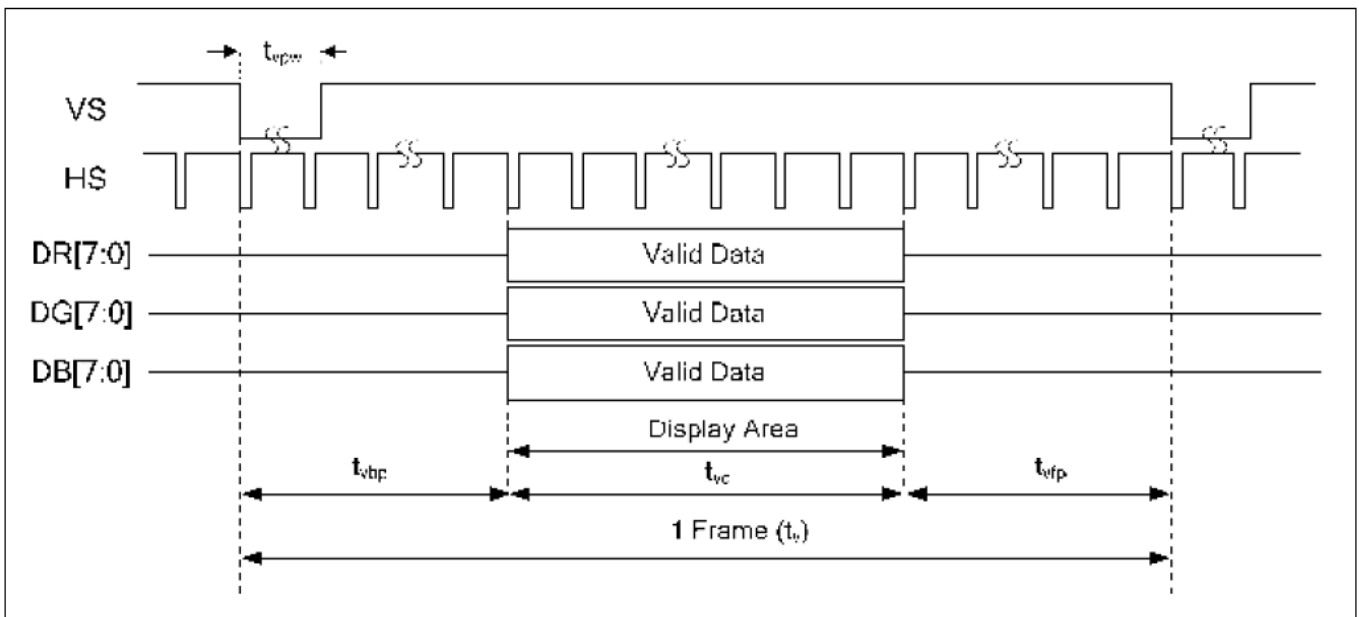 t_vpw
VS
HS
DR[7:0] Valid Data
DG[7:0] Valid Data
DB[7:0] Valid Data
Display Area
t_vbp t_vc t_vfp
1 Frame (t_v)